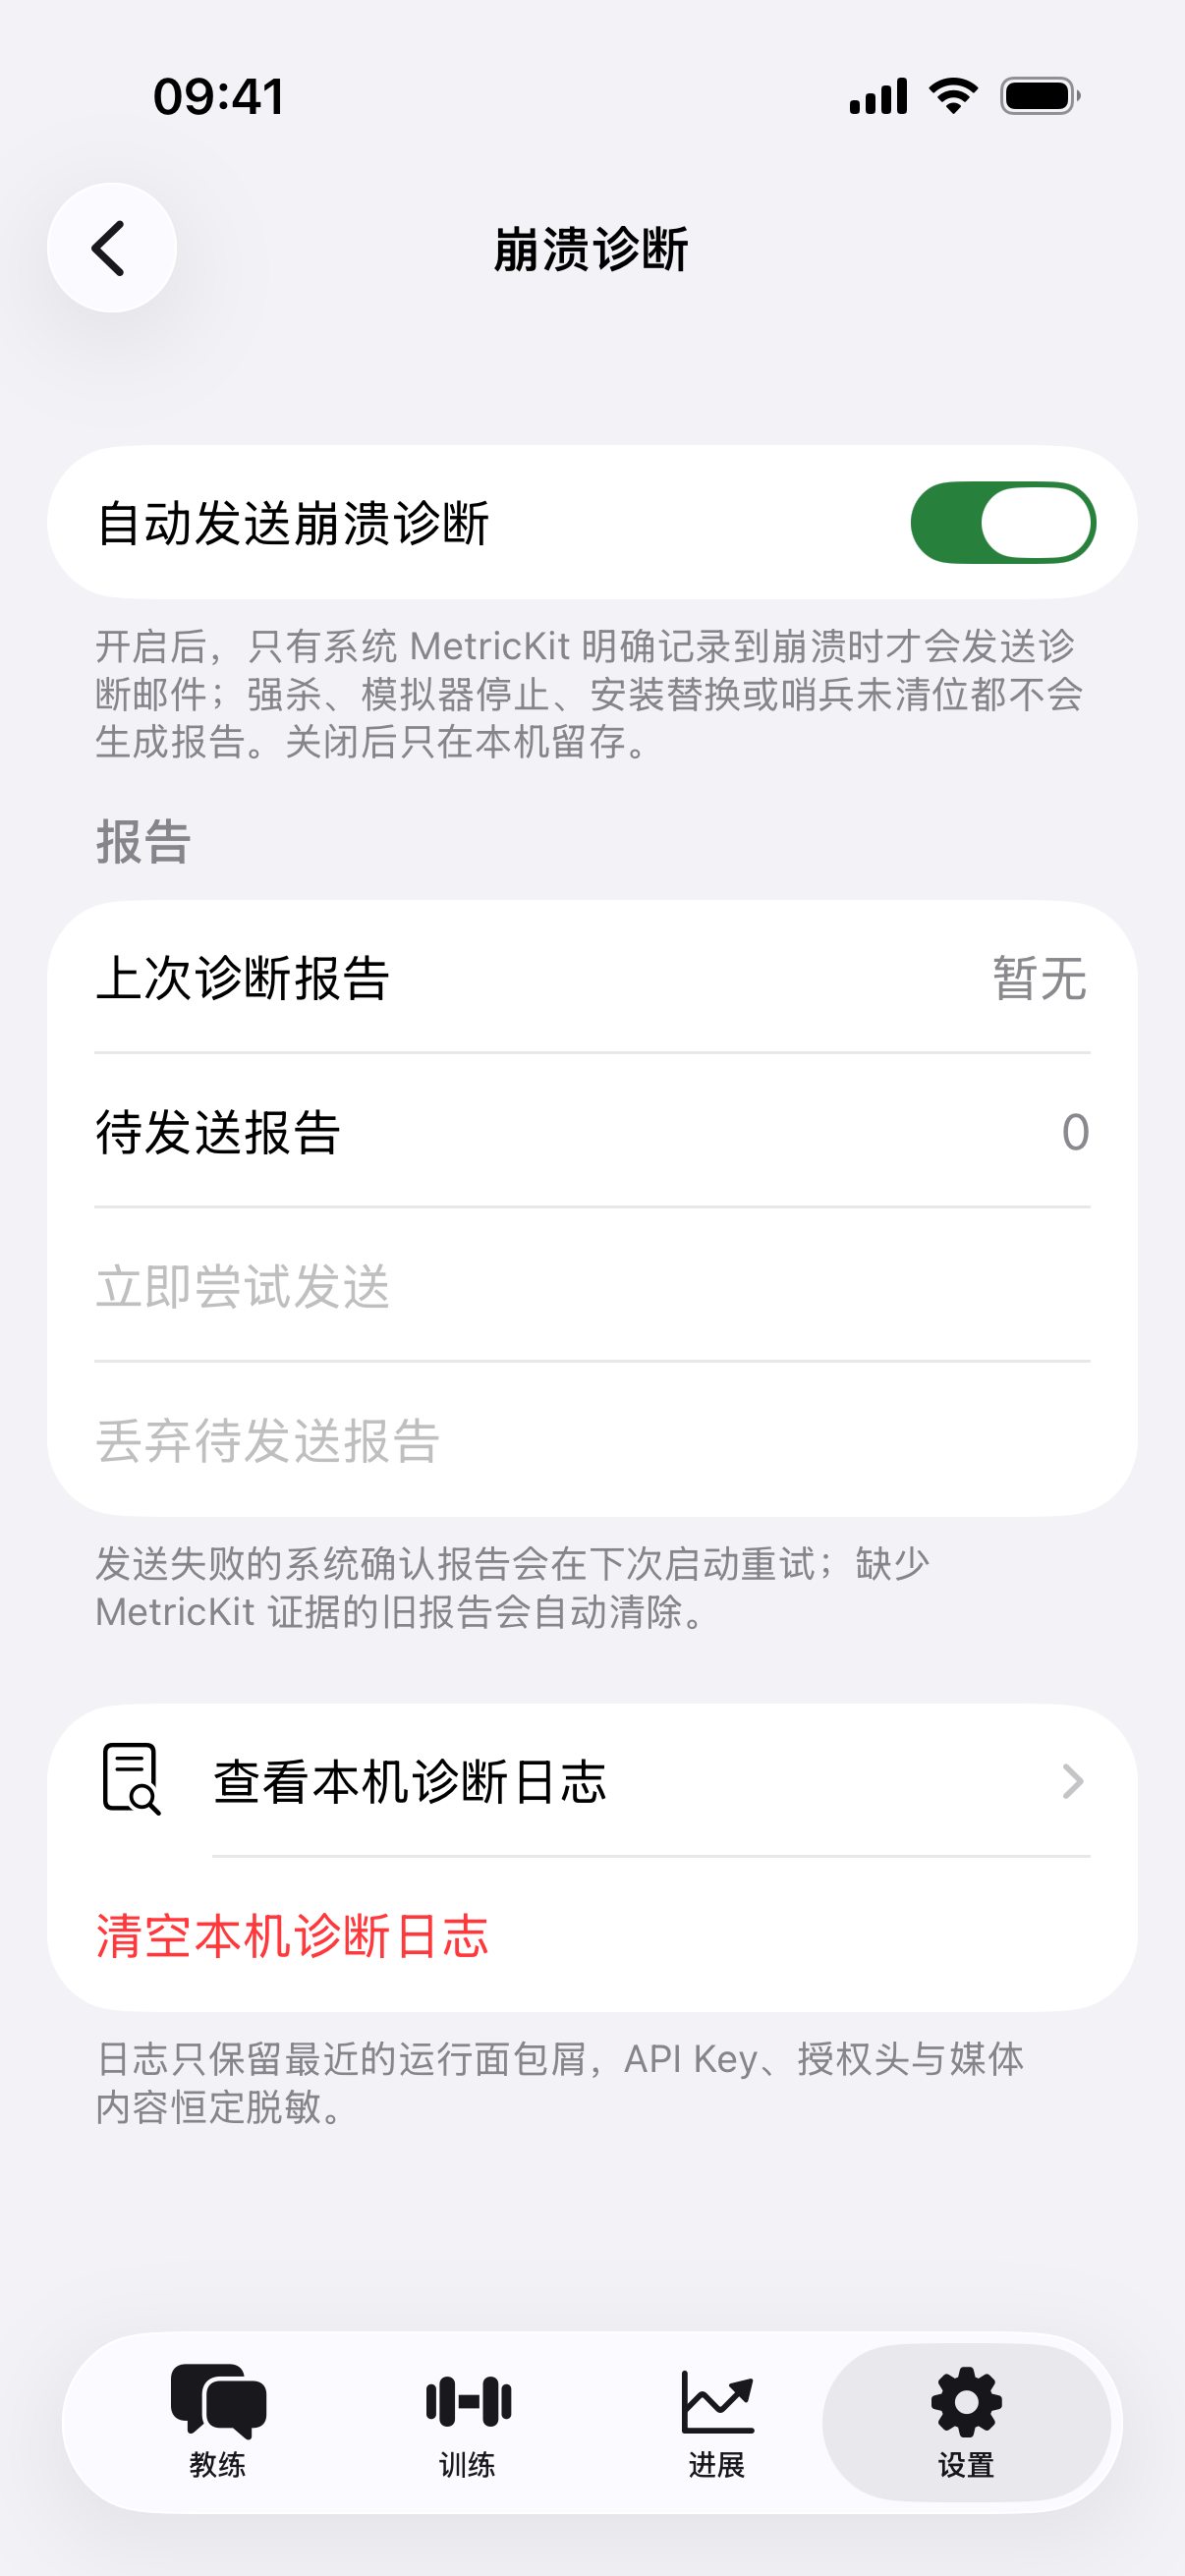 09:41
崩溃诊断
自动发送崩溃诊断
开启后，只有系统 MetricKit 明确记录到崩溃时才会发送诊
断邮件；强杀、模拟器停止、安装替换或哨兵未清位都不会
生成报告。关闭后只在本机留存。
报告
上次诊断报告 暂无
待发送报告 0
立即尝试发送
丢弃待发送报告
发送失败的系统确认报告会在下次启动重试；缺少
MetricKit 证据的旧报告会自动清除。
查看本机诊断日志
清空本机诊断日志
日志只保留最近的运行面包屑，API Key、授权头与媒体
内容恒定脱敏。
教练 训练 进展 设置